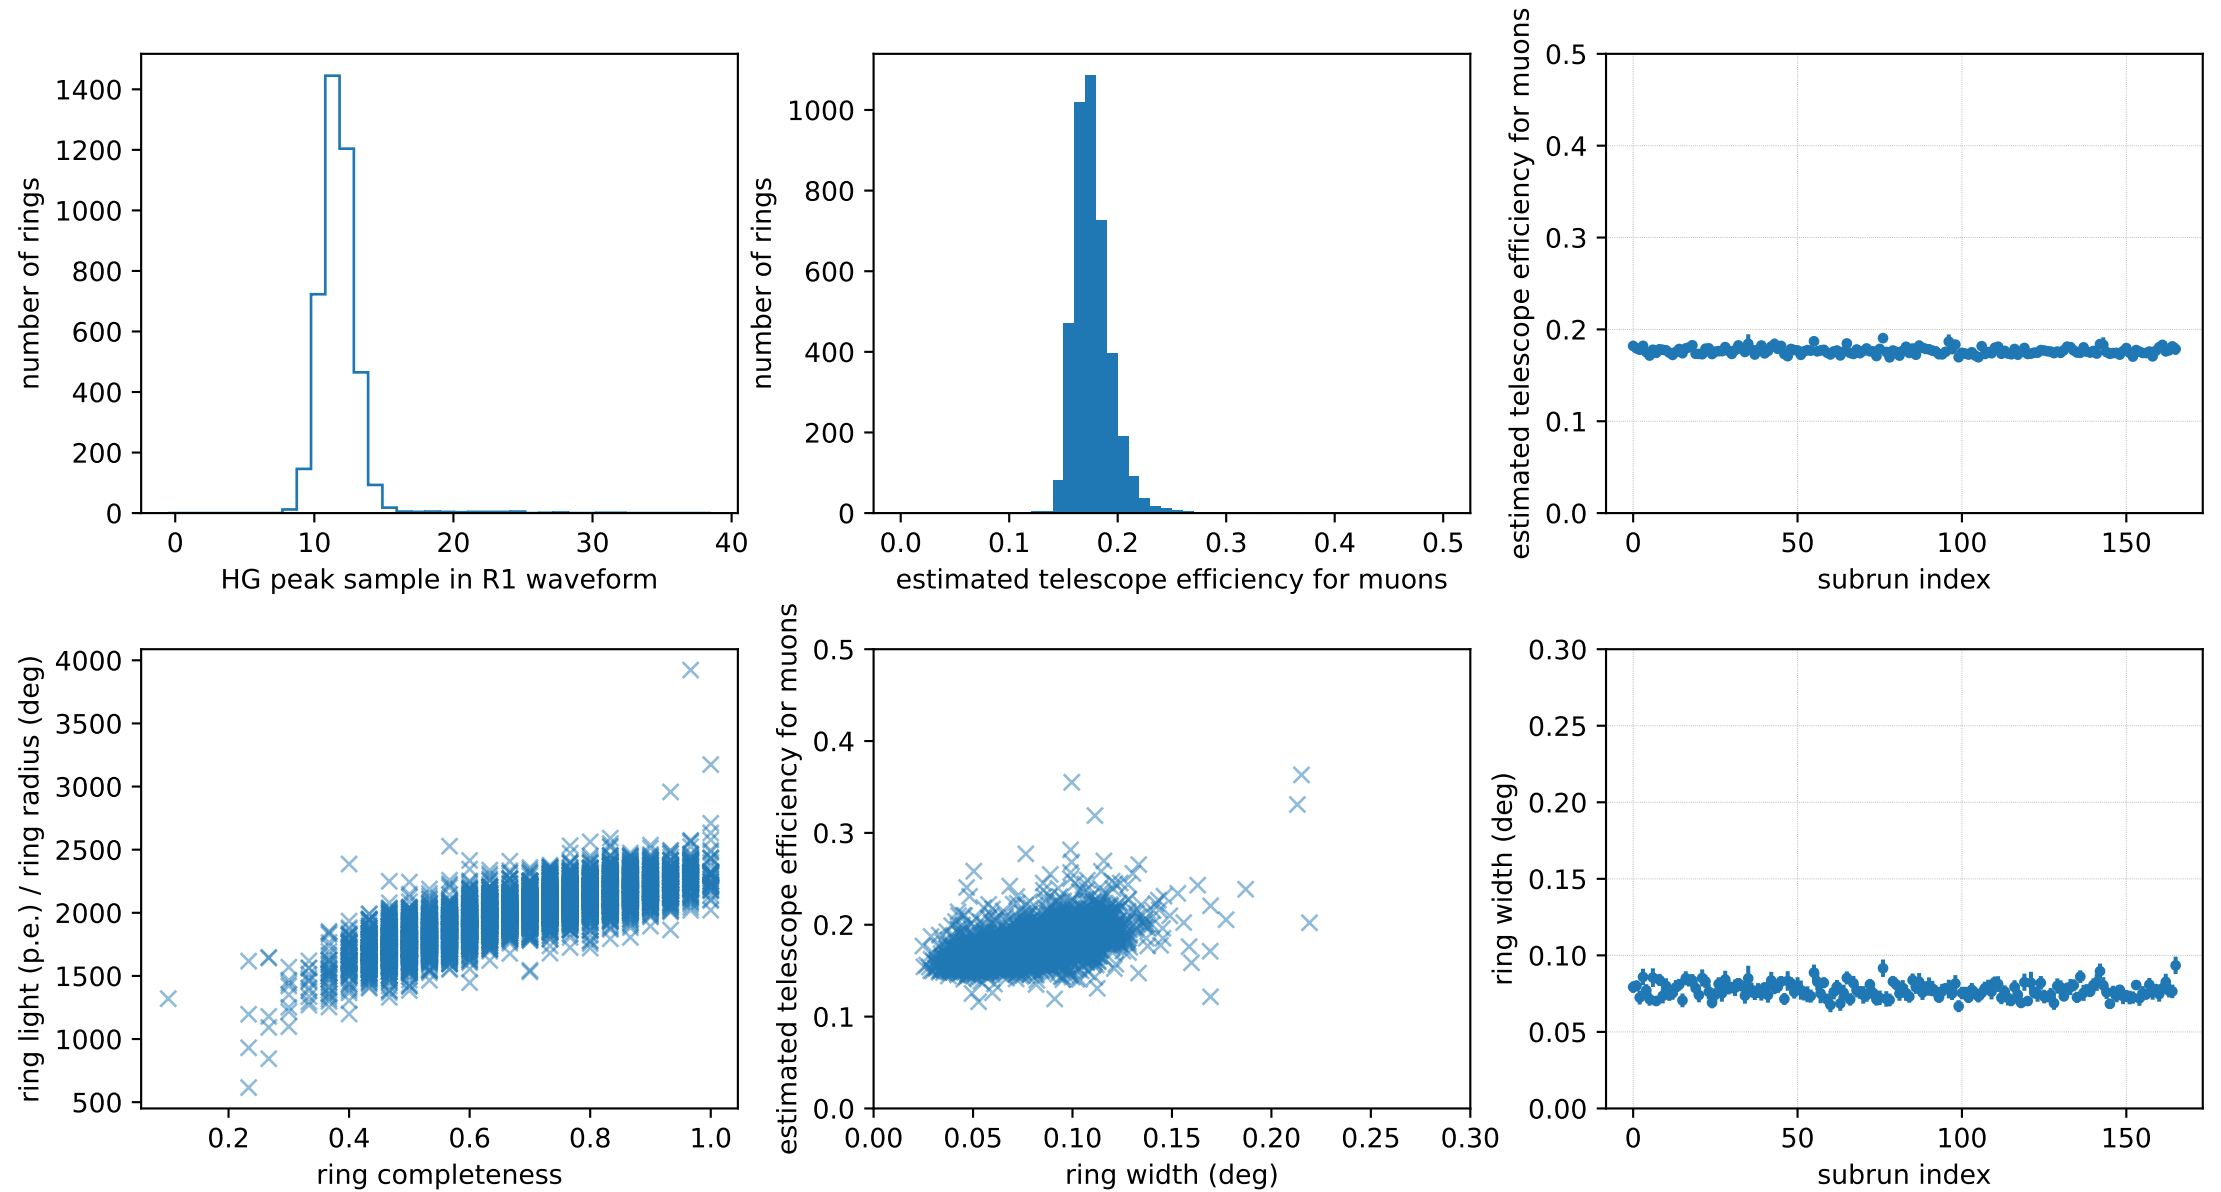 1400
1200
1000
800
600
400
200
0
number of rings
0 10 20 30 40
HG peak sample in R1 waveform
1000
800
600
400
200
0
number of rings
0.0 0.1 0.2 0.3 0.4 0.5
estimated telescope efficiency for muons
0.5
0.4
0.3
0.2
0.1
0.0
estimated telescope efficiency for muons
0 50 100 150
subrun index
4000
3500
3000
2500
2000
1500
1000
500
ring light (p.e.) / ring radius (deg)
0.2 0.4 0.6 0.8 1.0
ring completeness
0.5
0.4
0.3
0.2
0.1
0.0
estimated telescope efficiency for muons
0.00 0.05 0.10 0.15 0.20 0.25 0.30
ring width (deg)
0.30
0.25
0.20
0.15
0.10
0.05
0.00
ring width (deg)
0 50 100 150
subrun index